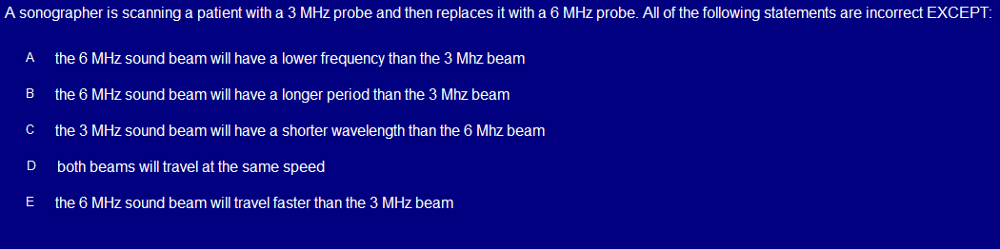 A sonographer is scanning a patient with a 3 MHz probe and then replaces it with a 6 MHz probe. All of the following statements are incorrect EXCEPT:
A the 6 MHz sound beam will have a lower frequency than the 3 Mhz beam
B the 6 MHz sound beam will have a longer period than the 3 Mhz beam
C the 3 MHz sound beam will have a shorter wavelength than the 6 Mhz beam
D both beams will travel at the same speed
E the 6 MHz sound beam will travel faster than the 3 MHz beam